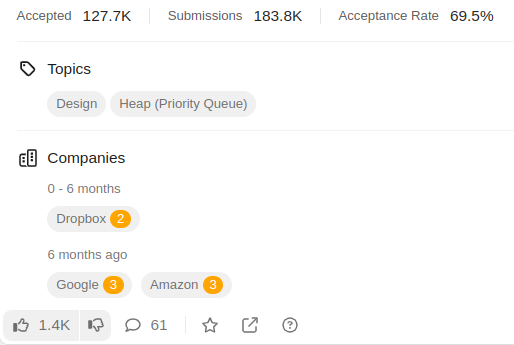 Accepted 127.7K Submissions 183.8K Acceptance Rate 69.5%
Topics
Design Heap (Priority Queue)
Companies
0 - 6 months
Dropbox 2
6 months ago
Google 3 Amazon 3
1.4K 61